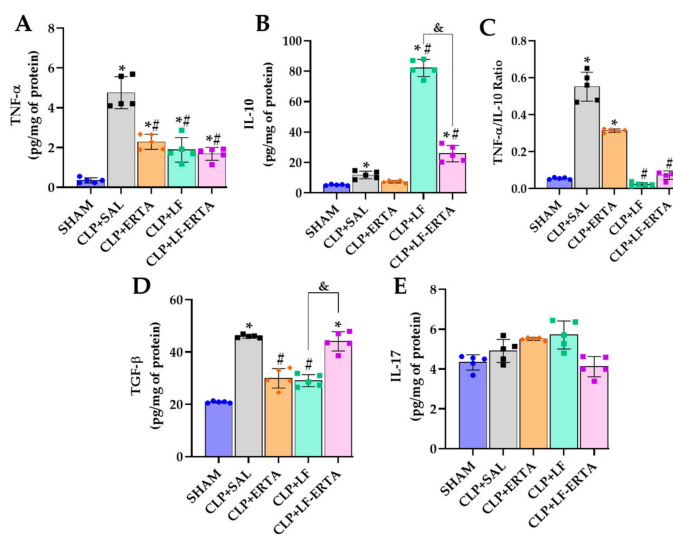 A
TNF-α
(pg/mg of protein)
8
6
4
2
0
*
*#
*#
*#
SHAM
CLP+SAL
CLP+ERTA
CLP+LF
CLP+LF-ERTA
B
IL-10
(pg/mg of protein)
100
80
60
40
20
0
*
*#
&
*#
SHAM
CLP+SAL
CLP+ERTA
CLP+LF
CLP+LF-ERTA
C
TNF-α/IL-10 Ratio
0.8
0.6
0.4
0.2
0.0
*
*
#
#
SHAM
CLP+SAL
CLP+ERTA
CLP+LF
CLP+LF-ERTA
D
TGF-β
(pg/mg of protein)
60
40
20
0
*
#
#
&
*
SHAM
CLP+SAL
CLP+ERTA
CLP+LF
CLP+LF-ERTA
E
IL-17
(pg/mg of protein)
8
6
4
2
0
SHAM
CLP+SAL
CLP+ERTA
CLP+LF
CLP+LF-ERTA